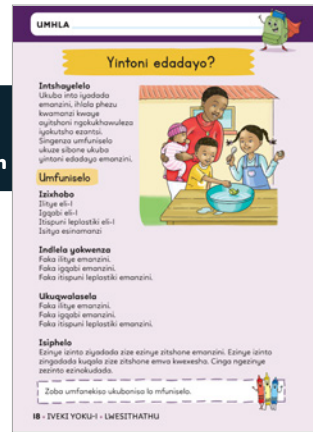 UMHLA
Yintoni edadayo?
Intshayelelo
Ukuba into iyadada
emanzini, ihlala phezu
kwamanzi kwaye
ayitshoni ngokukhawuleza
iyokutsho ezantsi.
Singenza umfuniselo
ukuze sibone ukuba
yintoni edadayo emanzini.
Umfuniselo
Izixhobo
Ilitye eli-1
Igqabi eli-1
Itispuni leplastiki eli-1
Isitya esinamanzi
Indlela yokwenza
Faka ilitye emanzini.
Faka igqabi emanzini.
Faka itispuni leplastiki emanzini.
Ukuqwalasela
Faka ilitye emanzini.
Faka igqabi emanzini.
Faka itispuni leplastiki emanzini.
Isiphelo
Ezinye izinto ziyadada zize ezinye zitshone emanzini. Ezinye izinto
zingadada kuqala zize zitshone emva kwexesha. Cinga ngezinye
zezinto ezinokudada.
Zoba umfanekiso ukubonisa lo mfuniselo.
18 • IVEKI YOKU-1 • LWESITHATHU